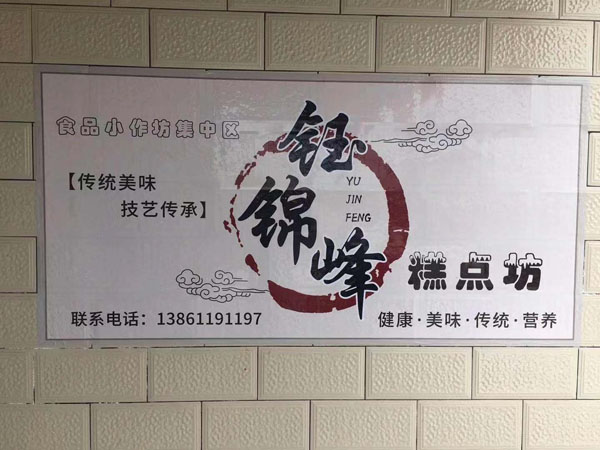 食品小作坊集中区
【传统美味
技艺传承】
钰锦峰
YU
JIN
FENG
糕点坊
联系电话：13861191197
健康·美味·传统·营养